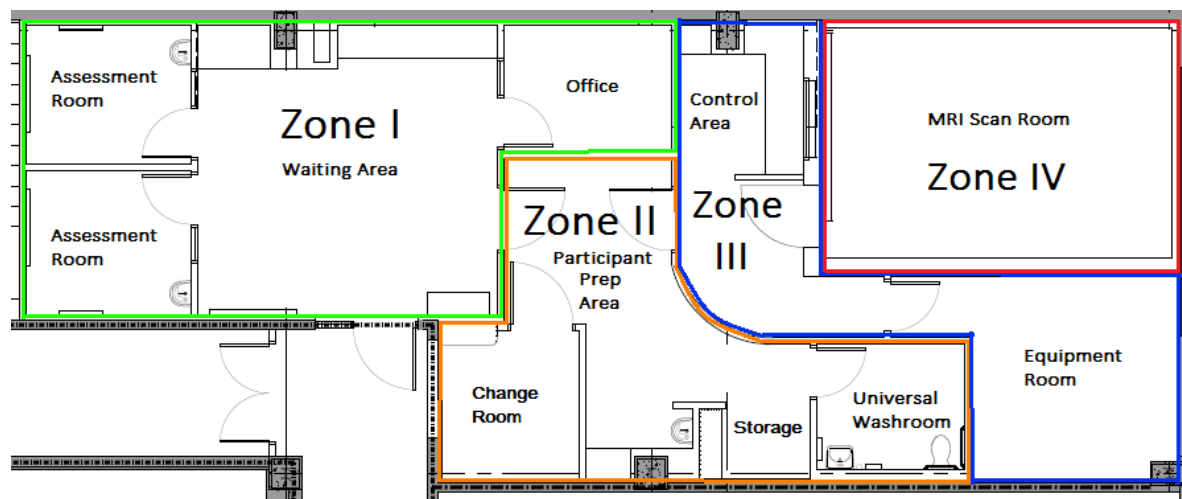 Assessment
Room
Zone I
Waiting Area
Office
Assessment
Room
Zone II
Participant
Prep
Area
Change
Room
Storage
Universal
Washroom
Control
Area
Zone
III
Equipment
Room
MRI Scan Room
Zone IV